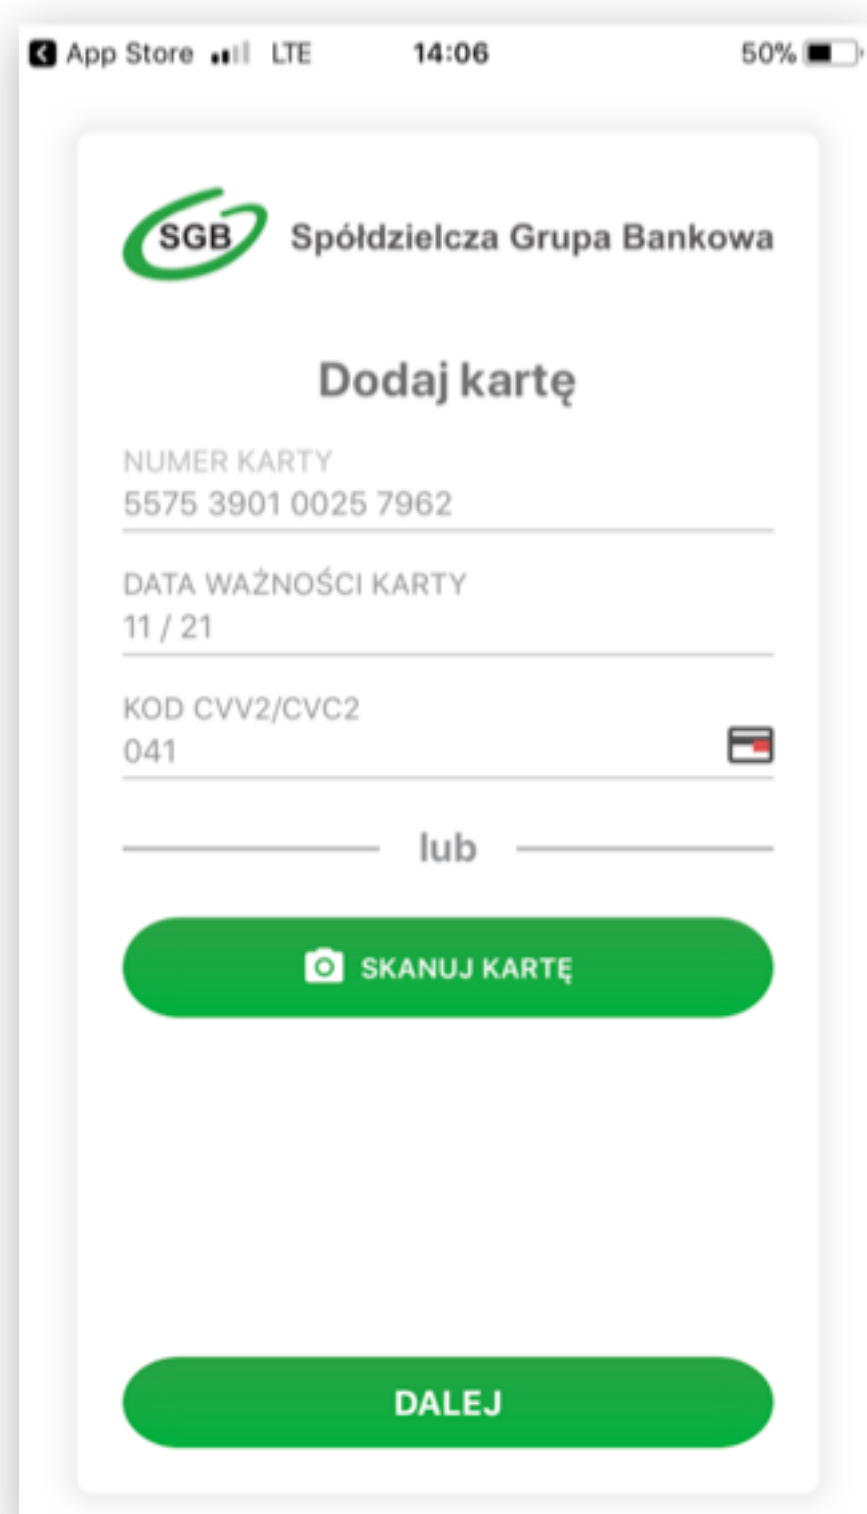 App Store LTE 14:06 50%
SGB Spółdzielcza Grupa Bankowa
Dodaj kartę
NUMER KARTY
5575 3901 0025 7962
DATA WAŻNOŚCI KARTY
11 / 21
KOD CVV2/CVC2
041
lub
SKANUJ KARTĘ
DALEJ